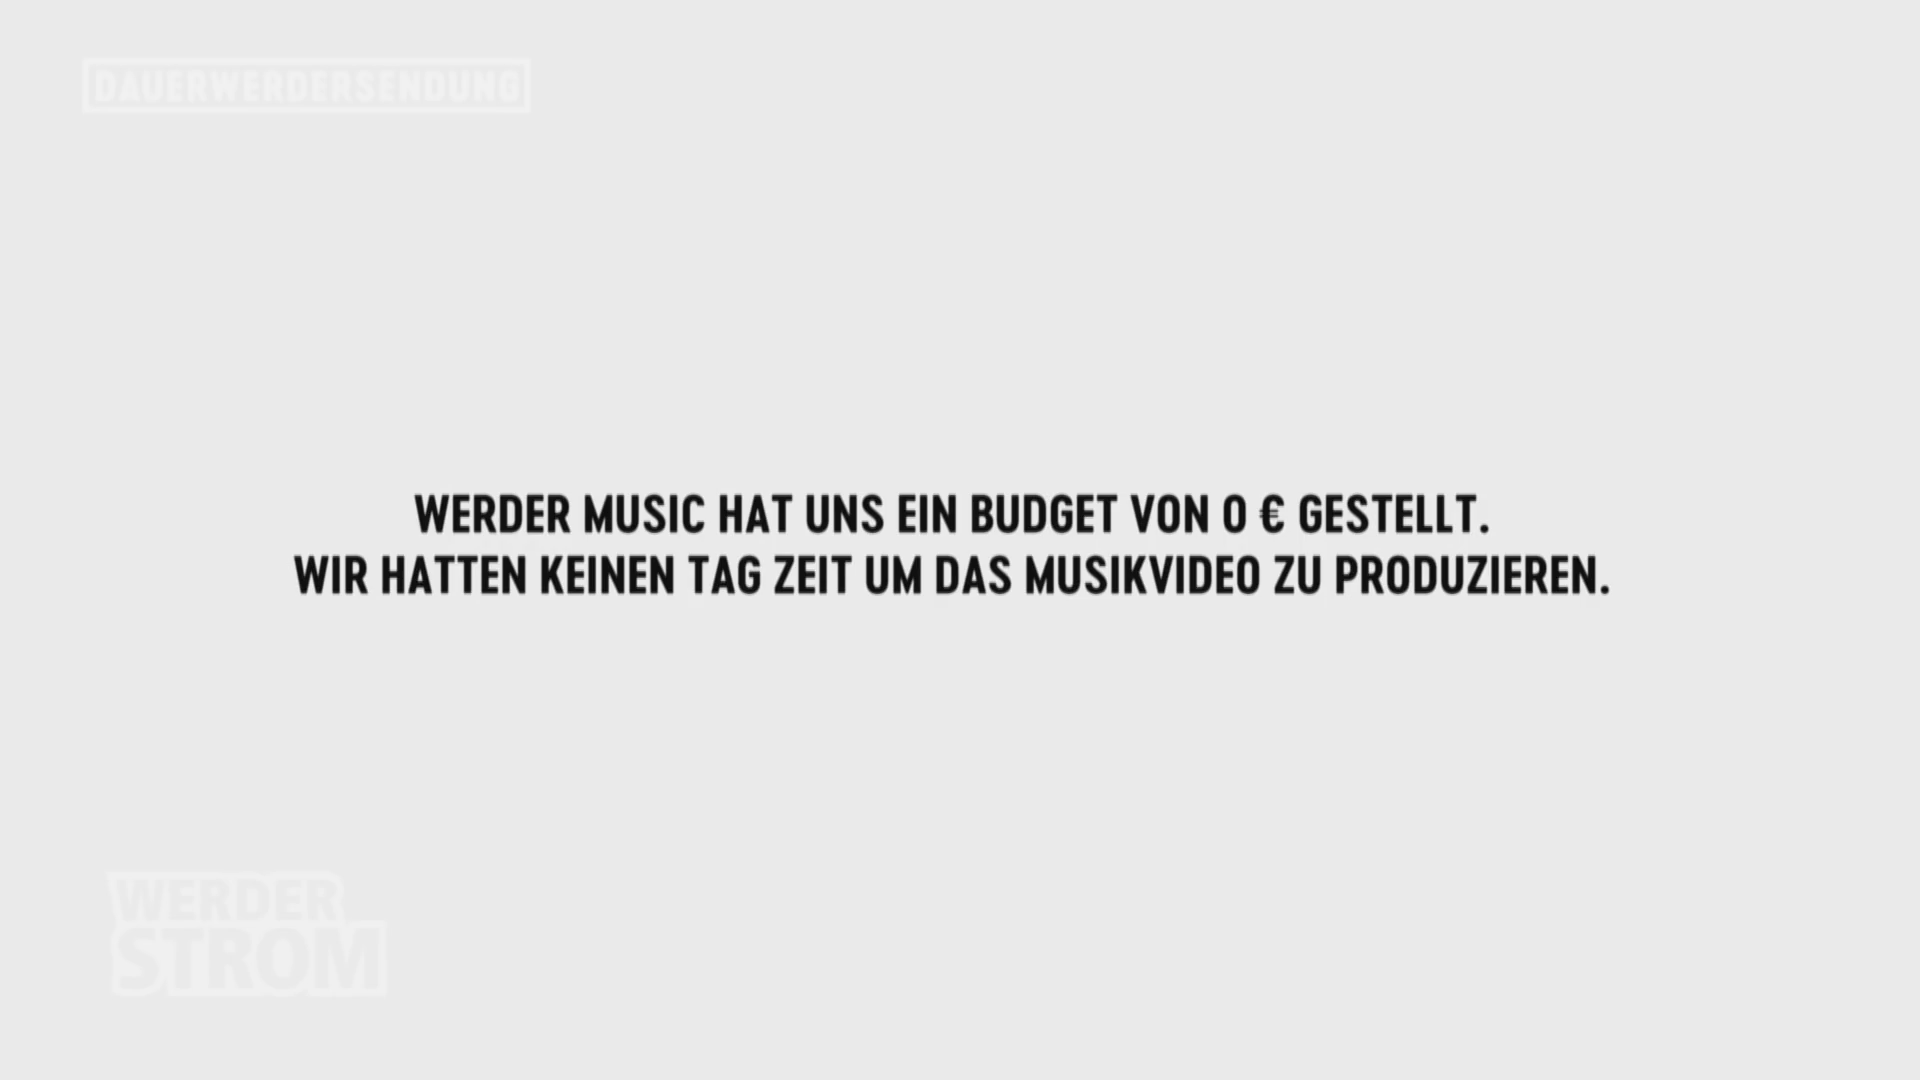 DAUERWERDERSENDUNG
WERDER MUSIC HAT UNS EIN BUDGET VON 0 € GESTELLT.
WIR HATTEN KEINEN TAG ZEIT UM DAS MUSIKVIDEO ZU PRODUZIEREN.
WERDER
STROM